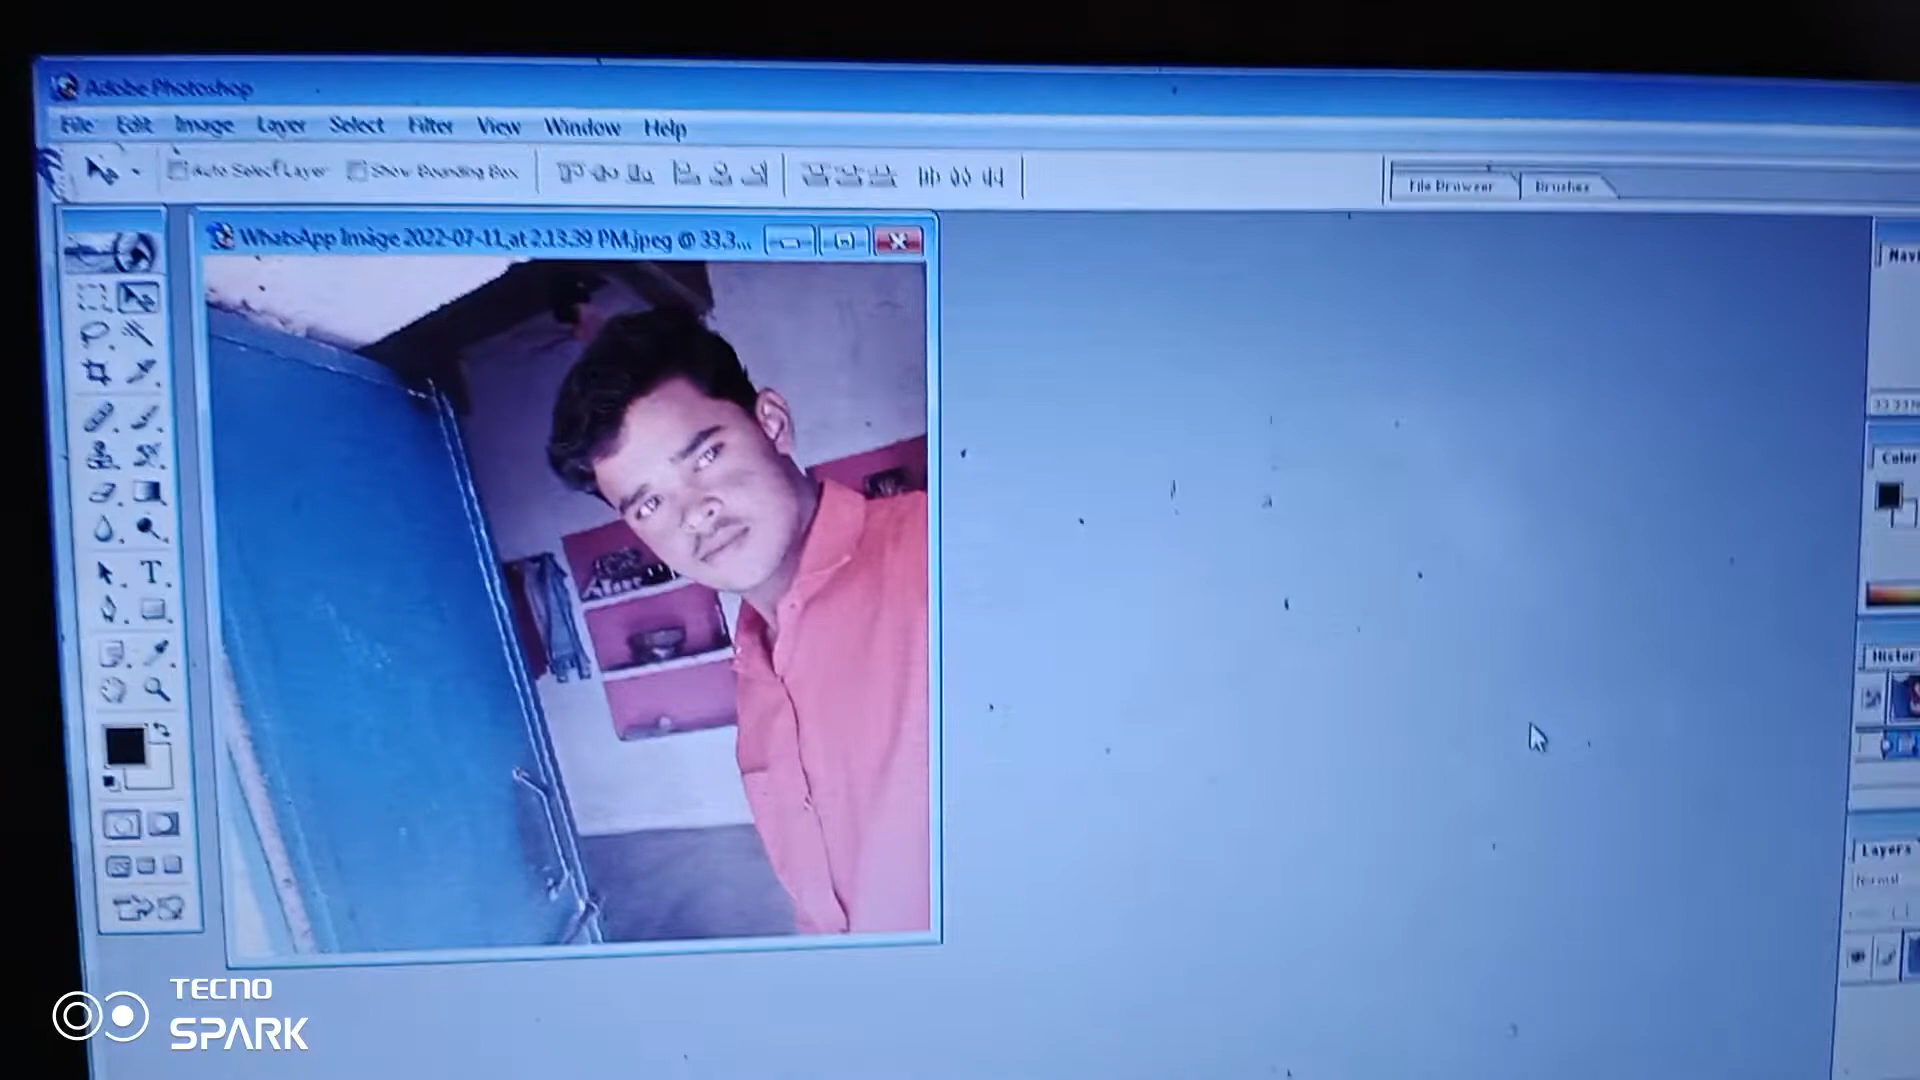 Adobe Photoshop
File Edit Image Layer Select Filter View Window Help
Auto Select Layer Show Bounding Box
File Browser Brushes
WhatsApp Image 2022-07-11 at 2.13.39 PM.jpeg @ 33.3...
Navi
33.33%
Color
T
Histor
Layers
Normal
TECNO
SPARK